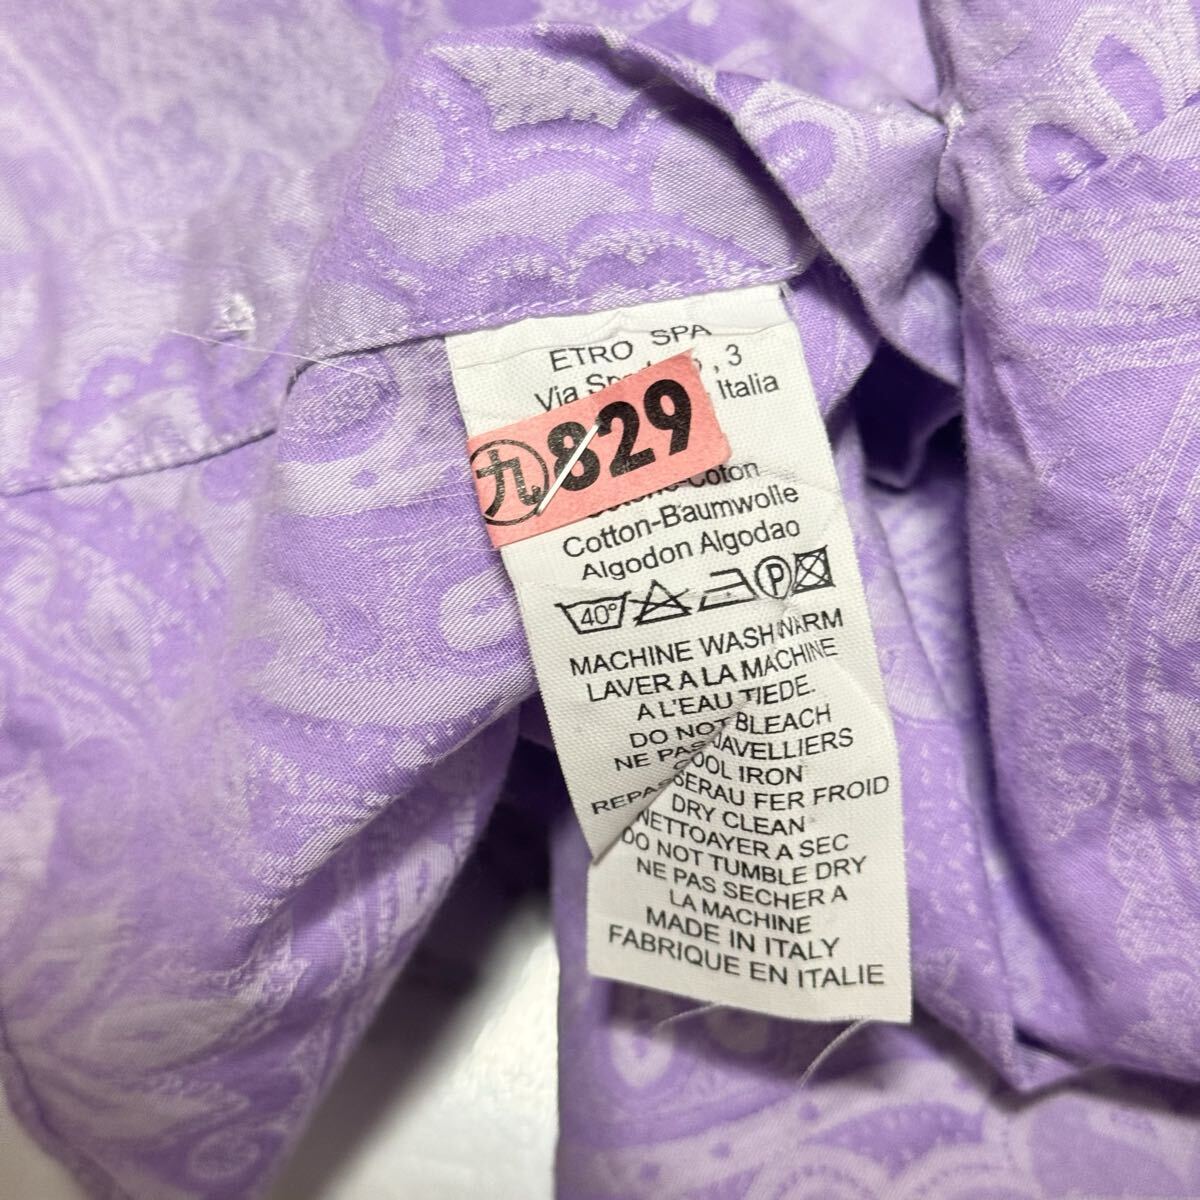 ETRO SPA
Via , 3
Italia
九 829
Coton
Cotton-Baumwolle
Algodon Algodao
40° P
MACHINE WASH WARM
LAVER A LA MACHINE
A L'EAU TIEDE.
DO NOT BLEACH
NE PAS JAVELLIERS
COOL IRON
REPASSERAU FER FROID
DRY CLEAN
NETTOYER A SEC
DO NOT TUMBLE DRY
NE PAS SECHER A
LA MACHINE
MADE IN ITALY
FABRIQUE EN ITALIE